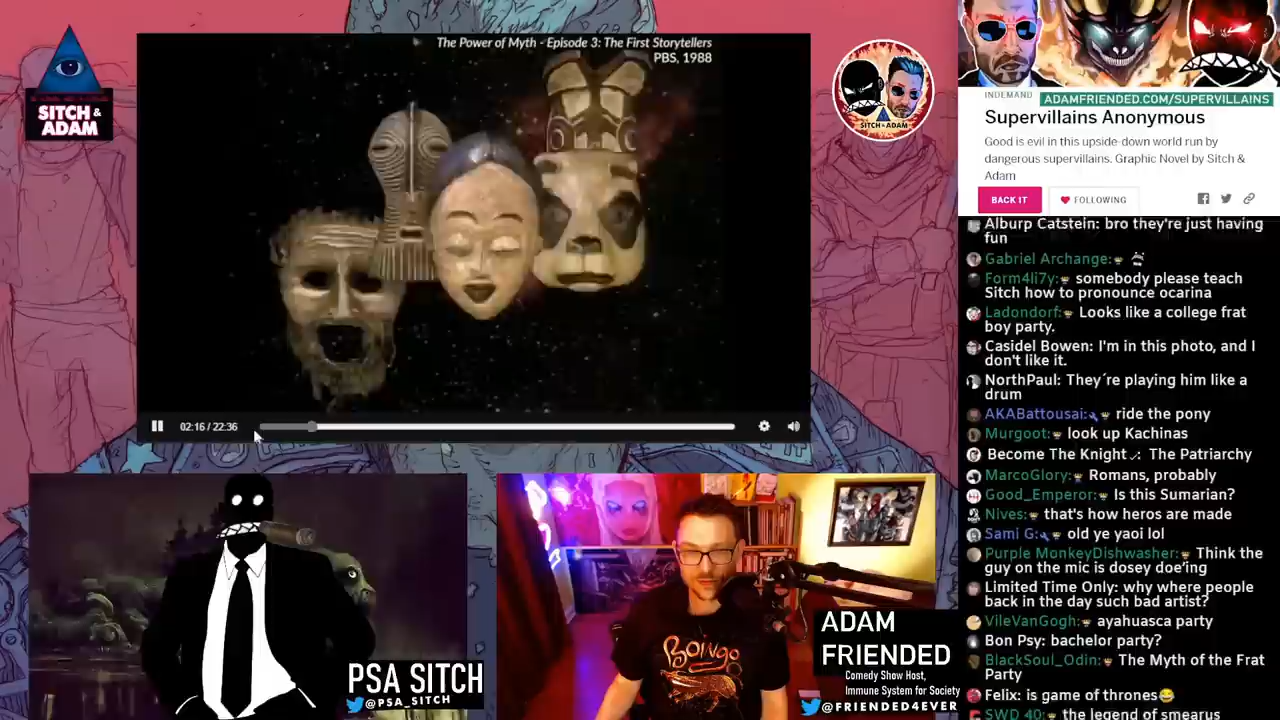 The Power of Myth - Episode 3: The First Storytellers
PBS, 1988
SITCH &
ADAM
SITCH & ADAM
02:16 / 22:36
INDEMAND
ADAMFRIENDED.COM/SUPERVILLAINS
Supervillains Anonymous
Good is evil in this upside-down world run by
dangerous supervillains. Graphic Novel by Sitch &
Adam
BACK IT
FOLLOWING
Alburp Catstein: bro they're just having
fun
Gabriel Archange:
Form4li7y: somebody please teach
Sitch how to pronounce ocarina
Ladondorf: Looks like a college frat
boy party.
Casidel Bowen: I'm in this photo, and I
don't like it.
NorthPaul: They´re playing him like a
drum
AKABattousai: ride the pony
Murgoot: look up Kachinas
Become The Knight: The Patriarchy
MarcoGlory: Romans, probably
Good_Emperor: Is this Sumarian?
Nives: that's how heros are made
Sami G: old ye yaoi lol
Purple MonkeyDishwasher: Think the
guy on the mic is dosey doe'ing
Limited Time Only: why where people
back in the day such bad artist?
VileVanGogh: ayahuasca party
Bon Psy: bachelor party?
BlackSoul_Odin: The Myth of the Frat
Party
Felix: is game of thrones😂
SWD 40: the legend of smearus
PSA SITCH
@PSA_SITCH
Boingo
ADAM
FRIENDED
Comedy Show Host,
Immune System for Society
@FRIENDED4EVER